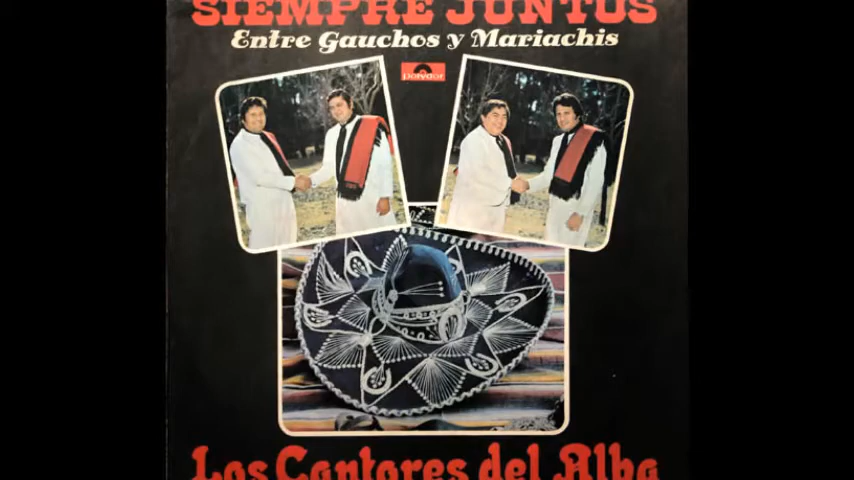 SIEMPRE JUNTOS
Entre Gauchos y Mariachis
polydor
Los Cantores del Alba